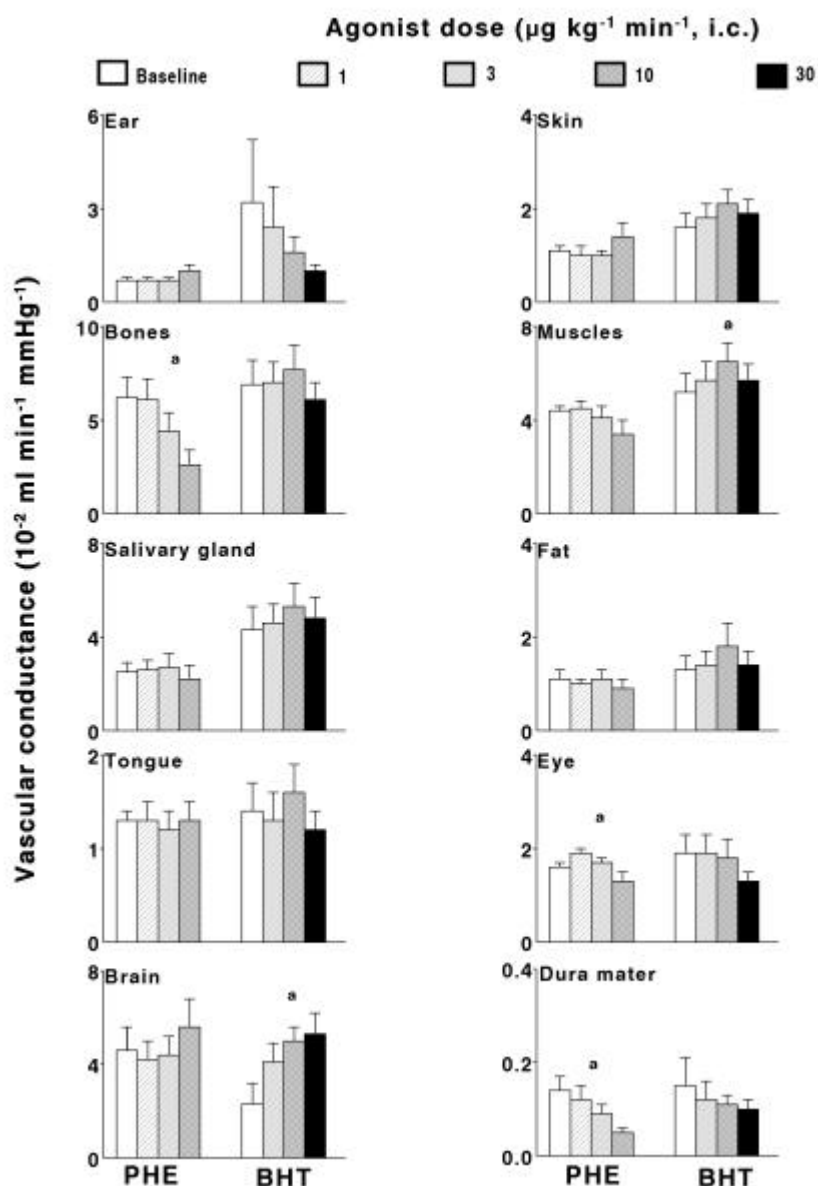 Agonist dose (µg kg⁻¹ min⁻¹, i.c.)
Baseline 1 3 10 30
Vascular conductance (10⁻² ml min⁻¹ mmHg⁻¹)
6 Ear
3
0
4 Skin
2
0
10 Bones
a
5
0
8 Muscles
a
4
0
8 Salivary gland
4
0
4 Fat
2
0
2 Tongue
1
0
4 Eye
a
2
0
8 Brain
a
4
0
PHE BHT
0.4 Dura mater
a
0.2
0.0
PHE BHT